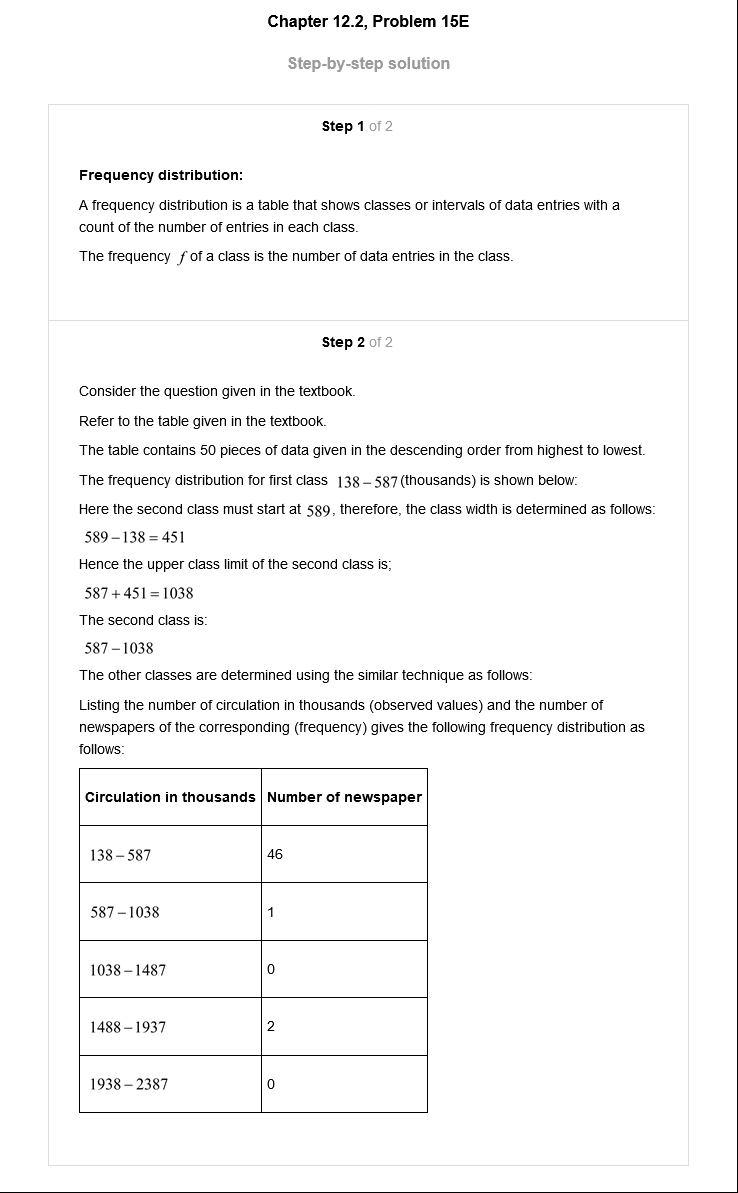 Chapter 12.2, Problem 15E
Step-by-step solution
Step 1 of 2
Frequency distribution:
A frequency distribution is a table that shows classes or intervals of data entries with a
count of the number of entries in each class.
The frequency f of a class is the number of data entries in the class.
Step 2 of 2
Consider the question given in the textbook.
Refer to the table given in the textbook.
The table contains 50 pieces of data given in the descending order from highest to lowest.
The frequency distribution for first class 138 – 587 (thousands) is shown below:
Here the second class must start at 589, therefore, the class width is determined as follows:
589 – 138 = 451
Hence the upper class limit of the second class is;
587 + 451 = 1038
The second class is:
587 – 1038
The other classes are determined using the similar technique as follows:
Listing the number of circulation in thousands (observed values) and the number of
newspapers of the corresponding (frequency) gives the following frequency distribution as
follows:
Circulation in thousands Number of newspaper
138 – 587 46
587 – 1038 1
1038 – 1487 0
1488 – 1937 2
1938 – 2387 0